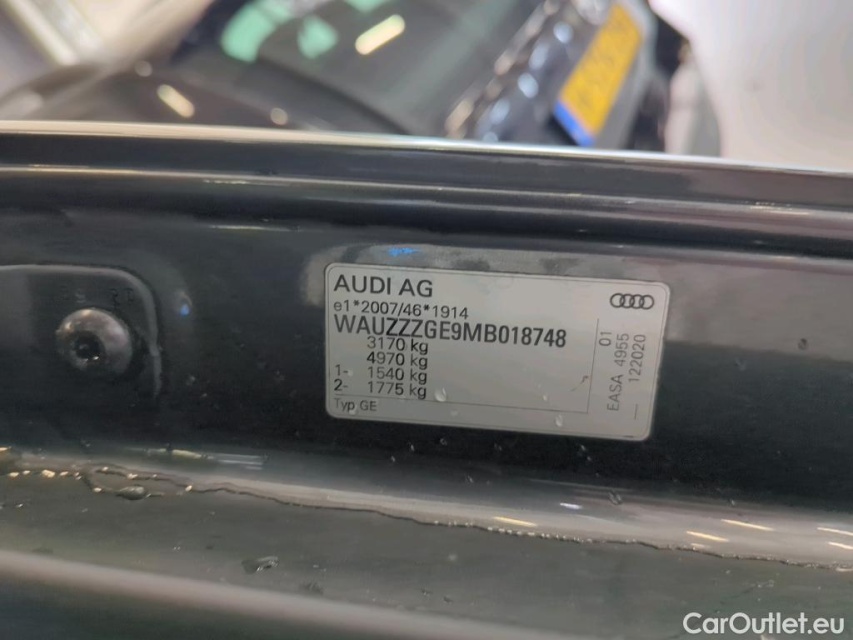 AUDI AG
e1*2007/46*1914
WAUZZZGE9MB018748
3170 kg
4970 kg
1- 1540 kg
2- 1775 kg
Typ GE
01
EASA 4955
122020
CarOutlet.eu